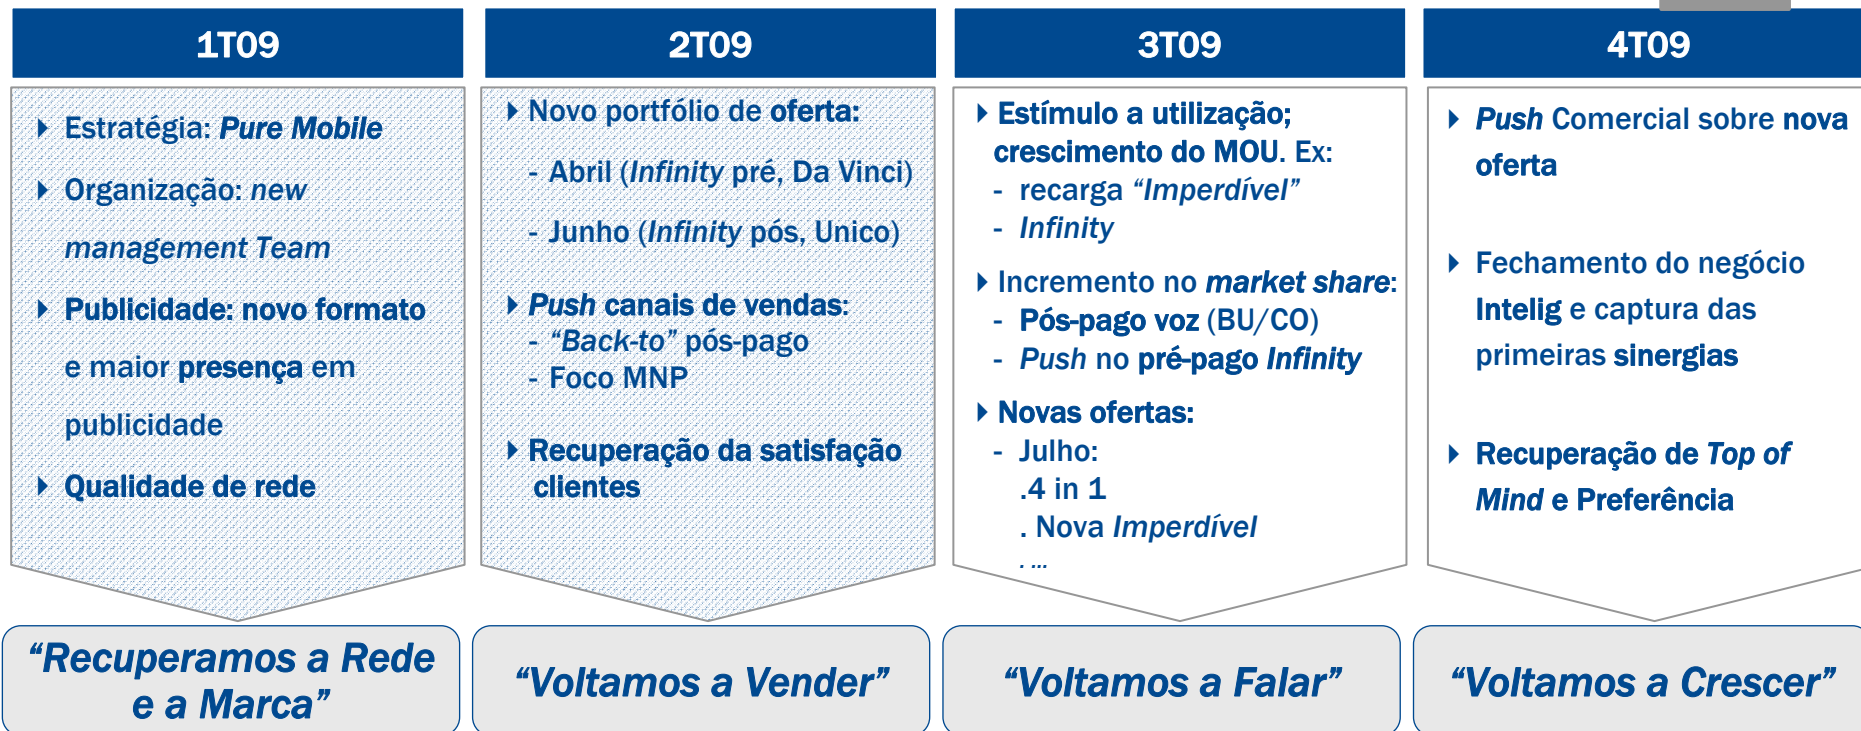 1T09
Estratégia: Pure Mobile
Organização: new
management Team
Publicidade: novo formato
e maior presença em
publicidade
Qualidade de rede
“Recuperamos a Rede
e a Marca”
2T09
Novo portfólio de oferta:
- Abril (Infinity pré, Da Vinci)
- Junho (Infinity pós, Unico)
Push canais de vendas:
- “Back-to” pós-pago
- Foco MNP
Recuperação da satisfação
clientes
“Voltamos a Vender”
3T09
Estímulo a utilização;
crescimento do MOU. Ex:
- recarga “Imperdível”
- Infinity
Incremento no market share:
- Pós-pago voz (BU/CO)
- Push no pré-pago Infinity
Novas ofertas:
- Julho:
.4 in 1
. Nova Imperdível
. ...
“Voltamos a Falar”
4T09
Push Comercial sobre nova
oferta
Fechamento do negócio
Intelig e captura das
primeiras sinergias
Recuperação de Top of
Mind e Preferência
“Voltamos a Crescer”